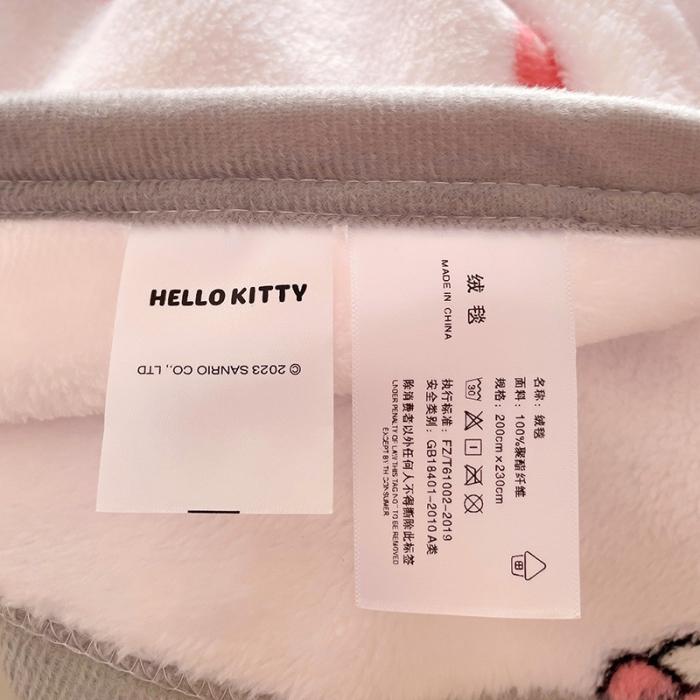 HELLO KITTY
© 2023 SANRIO CO., LTD
绒毯
MADE IN CHINA
名称：绒毯
面料：100%聚酯纤维
规格：200cm x 230cm
30
执行标准：FZ/T61002-2019
安全类别：GB18401-2010 A类
除消费者以外任何人不得撕除此标签
UNDER PENALTY OF LAW THIS TAG NOT TO BE REMOVED
EXCEPT BY THE CONSUMER